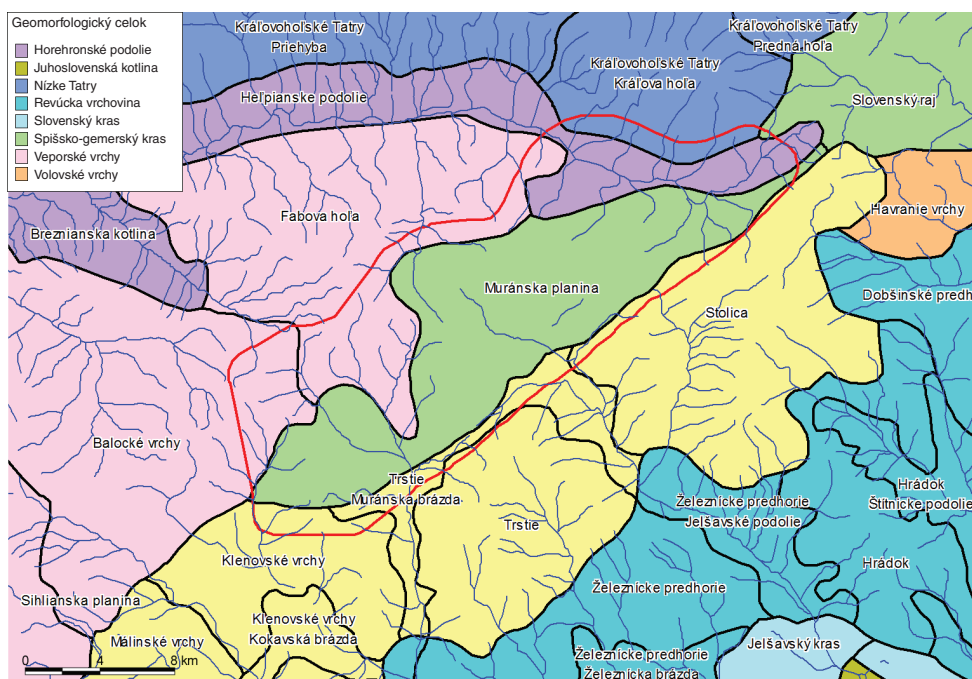 Geomorfologický celok
Horehronské podolie
Juhoslovenská kotlina
Nízke Tatry
Revúcka vrchovina
Slovenský kras
Spišsko-gemerský kras
Veporské vrchy
Volovské vrchy
Kráľovohoľské Tatry
Priehyba
Kráľovohoľské Tatry
Predná hoľa
Kráľovohoľské Tatry
Kráľova hoľa
Heľpianske podolie
Slovenský raj
Fabova hoľa
Havranie vrchy
Breznianska kotlina
Muránska planina
Dobšinské predh
Stolica
Balocké vrchy
Trstie
Muránska brázda
Trstie
Hrádok
Štítnické podolie
Železnické predhorie
Jelšavské podolie
Klenovské vrchy
Hrádok
Železnické predhorie
Sihlianska planina
Klenovské vrchy
Kokavská brázda
Málinské vrchy
Jelšavský kras
Železnické predhorie
Železnická brázda
0 4 8 km